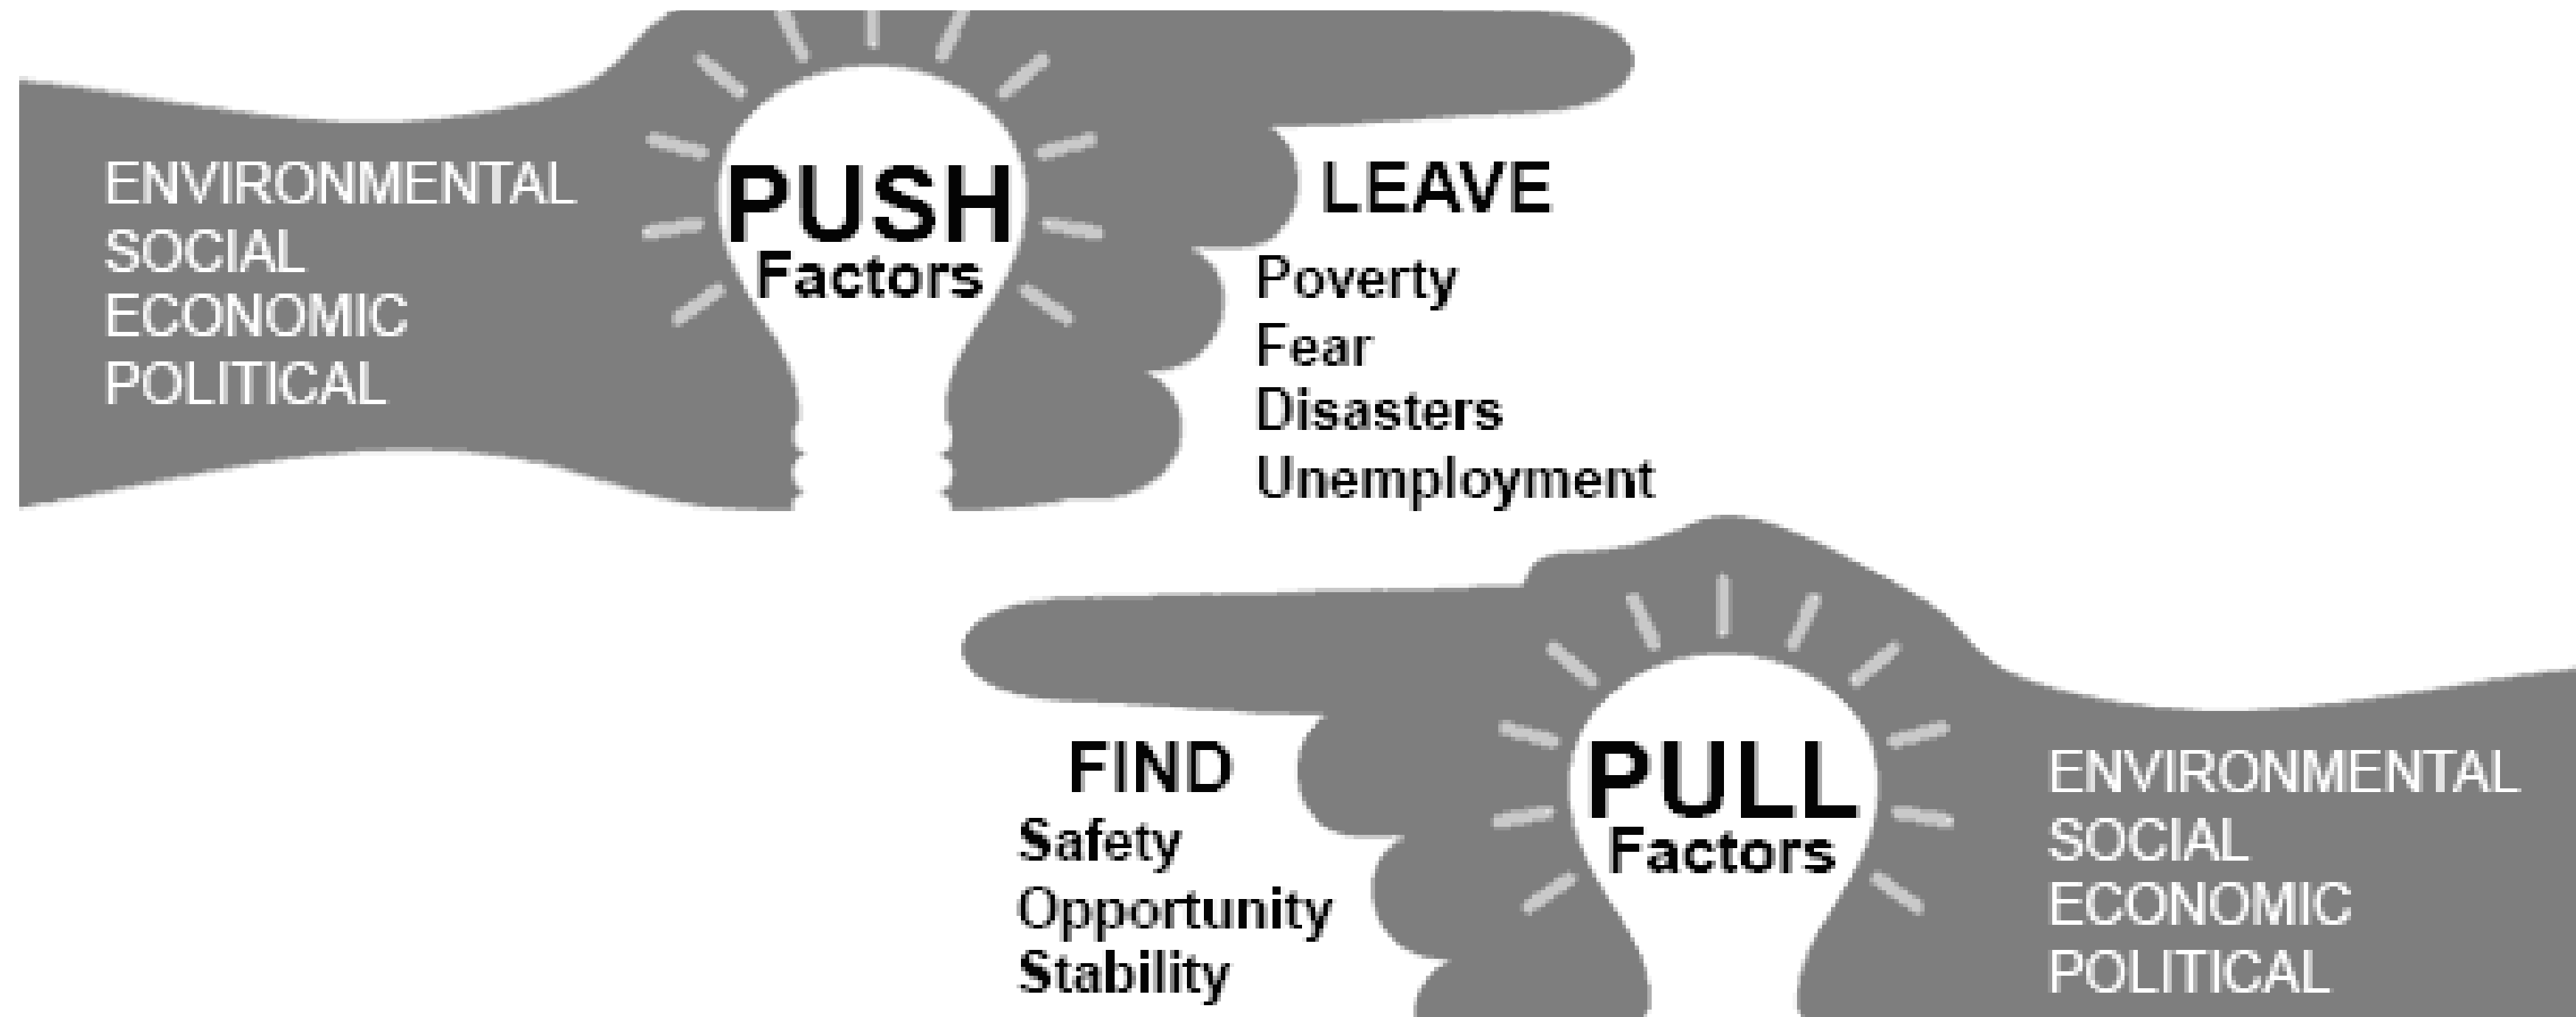 ENVIRONMENTAL
SOCIAL
ECONOMIC
POLITICAL
PUSH
Factors
LEAVE
Poverty
Fear
Disasters
Unemployment
FIND
Safety
Opportunity
Stability
PULL
Factors
ENVIRONMENTAL
SOCIAL
ECONOMIC
POLITICAL